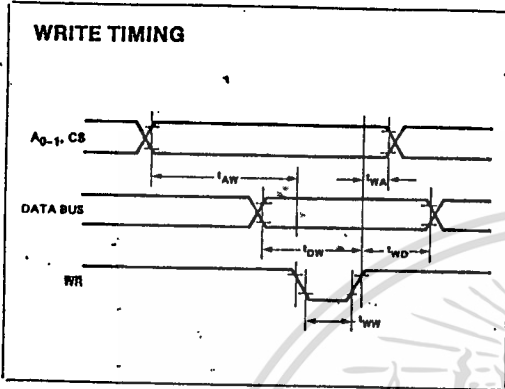 WRITE TIMING
A0–1, CS
tAW
tWA
DATA BUS
tDW
tWD
WR
tWW